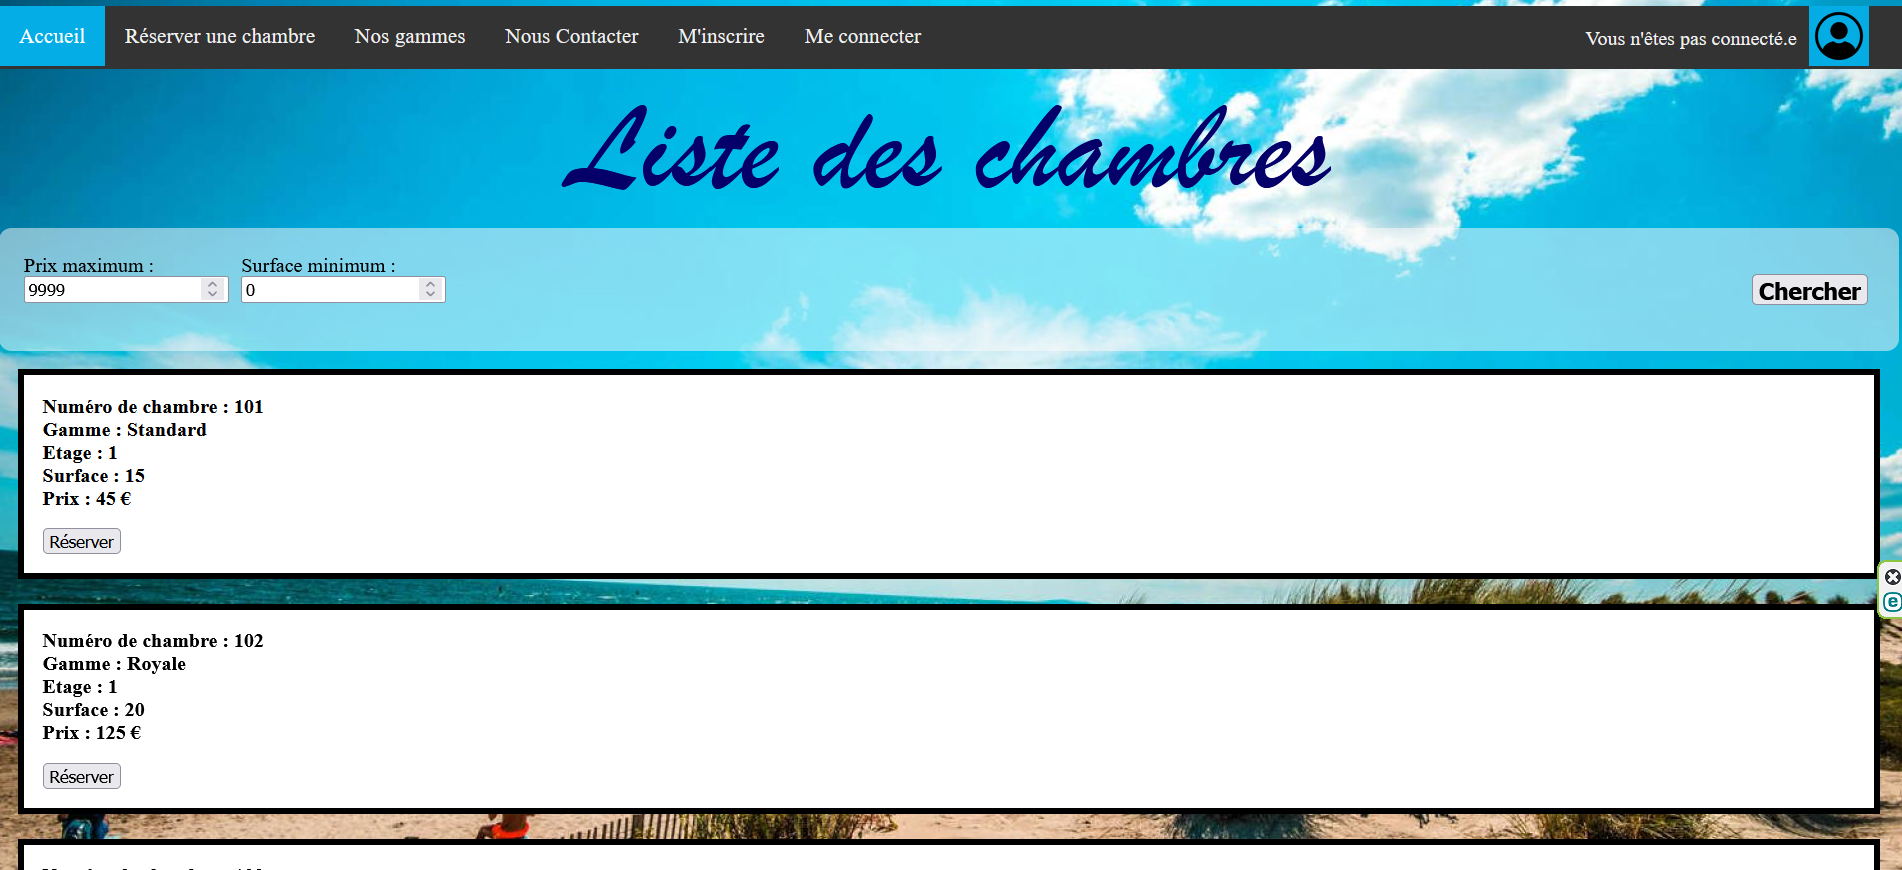 Accueil Réserver une chambre Nos gammes Nous Contacter M'inscrire Me connecter Vous n'êtes pas connecté.e
Liste des chambres
Prix maximum : Surface minimum :
9999 0 Chercher
Numéro de chambre : 101
Gamme : Standard
Etage : 1
Surface : 15
Prix : 45 €
Réserver
Numéro de chambre : 102
Gamme : Royale
Etage : 1
Surface : 20
Prix : 125 €
Réserver